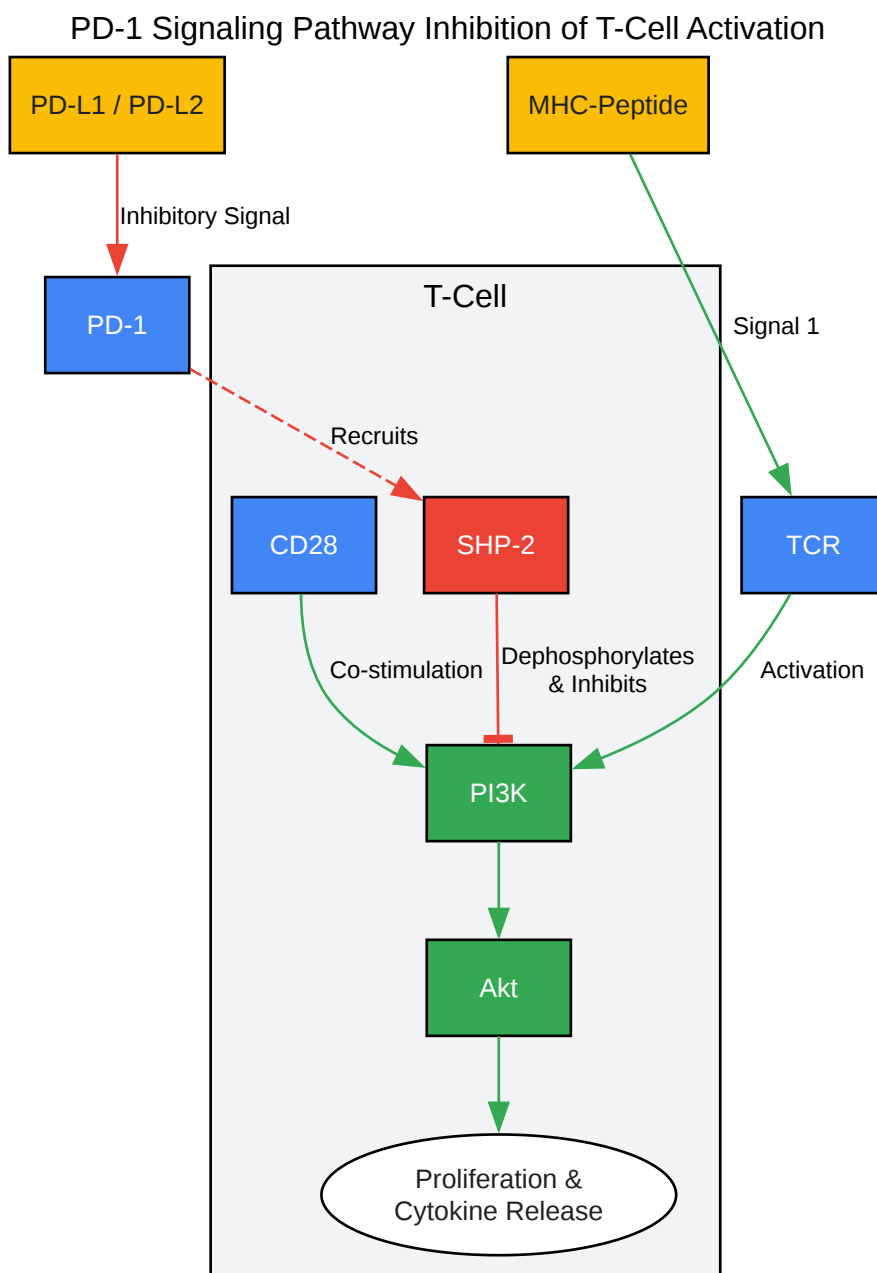 PD-1 Signaling Pathway Inhibition of T-Cell Activation
PD-L1 / PD-L2
MHC-Peptide
Inhibitory Signal
T-Cell
PD-1
Signal 1
Recruits
CD28
SHP-2
TCR
Co-stimulation
Dephosphorylates
& Inhibits
Activation
PI3K
Akt
Proliferation &
Cytokine Release